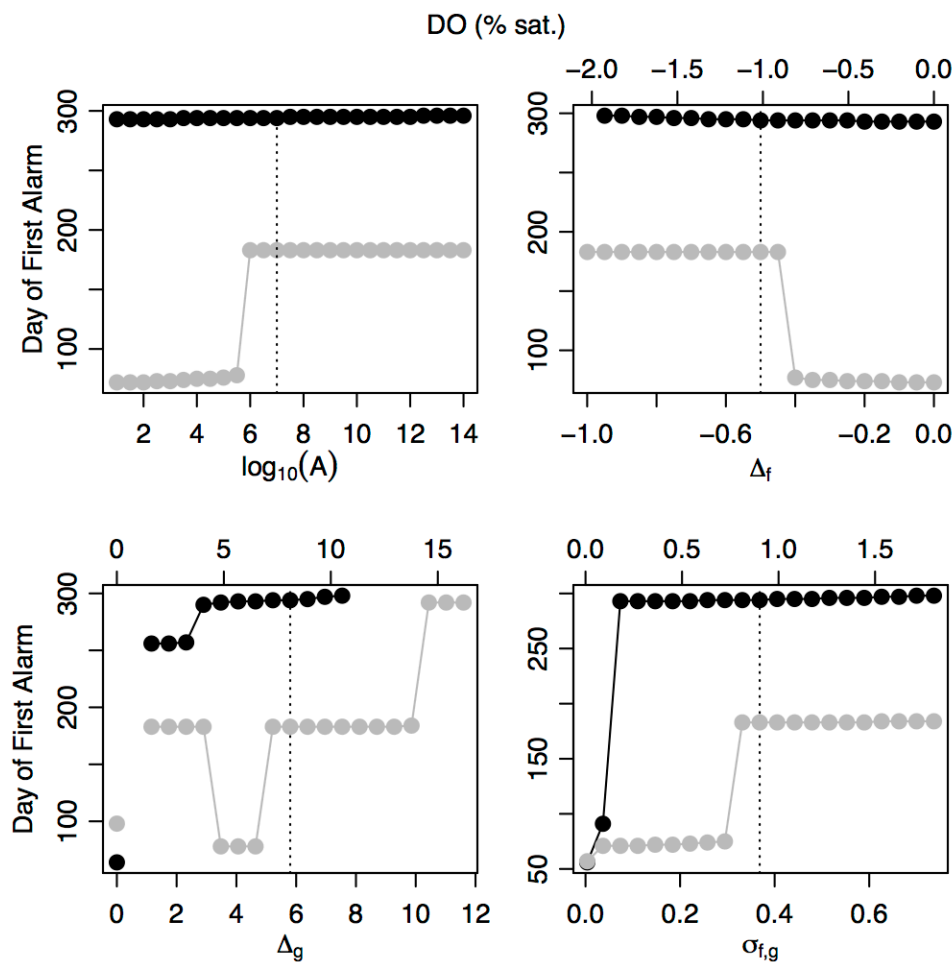 DO (% sat.)
−2.0 −1.5 −1.0 −0.5 0.0
Day of First Alarm
100 200 300
100 200 300
2 4 6 8 10 12 14
−1.0 −0.6 −0.2 0.0
log₁₀(A)
Δf
0 5 10 15
0.0 0.5 1.0 1.5
Day of First Alarm
100 200 300
50 150 250
0 2 4 6 8 10 12
0.0 0.2 0.4 0.6
Δg
σf,g